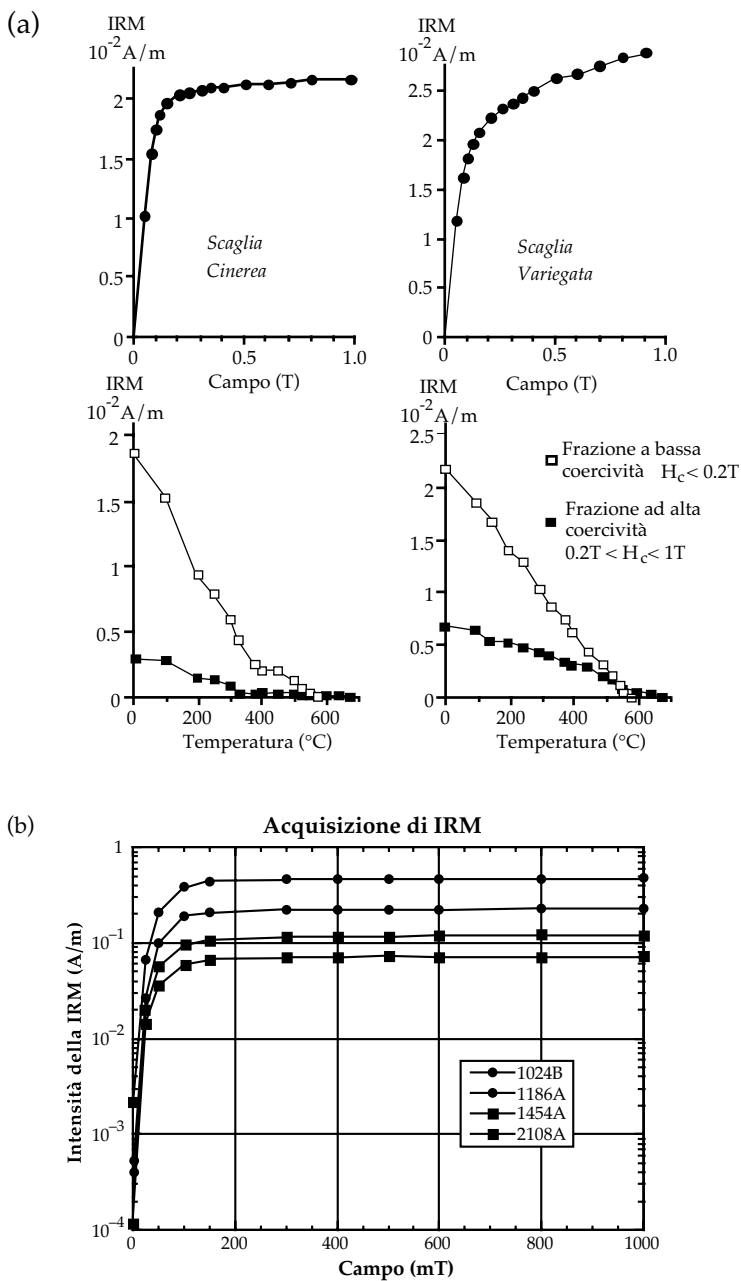 (a)
IRM
10-2 A/m
2
1.5
1
0.5
0
Scaglia
Cinerea
0
0.5
1.0
Campo (T)
IRM
10-2 A/m
2.5
2
1.5
1
0.5
0
Scaglia
Variegata
0
0.5
1.0
Campo (T)
IRM
10-2 A/m
2
1.5
1
0.5
0
0
200
400
600
Temperatura (°C)
IRM
10-2 A/m
2.5
2
1.5
1
0.5
0
0
200
400
600
Temperatura (°C)
Frazione a bassa
coercività Hc< 0.2T
Frazione ad alta
coercività
0.2T < Hc< 1T
(b)
Acquisizione di IRM
Intensità della IRM (A/m)
1
10-1
10-2
10-3
10-4
1024B
1186A
1454A
2108A
0
200
400
600
800
1000
Campo (mT)